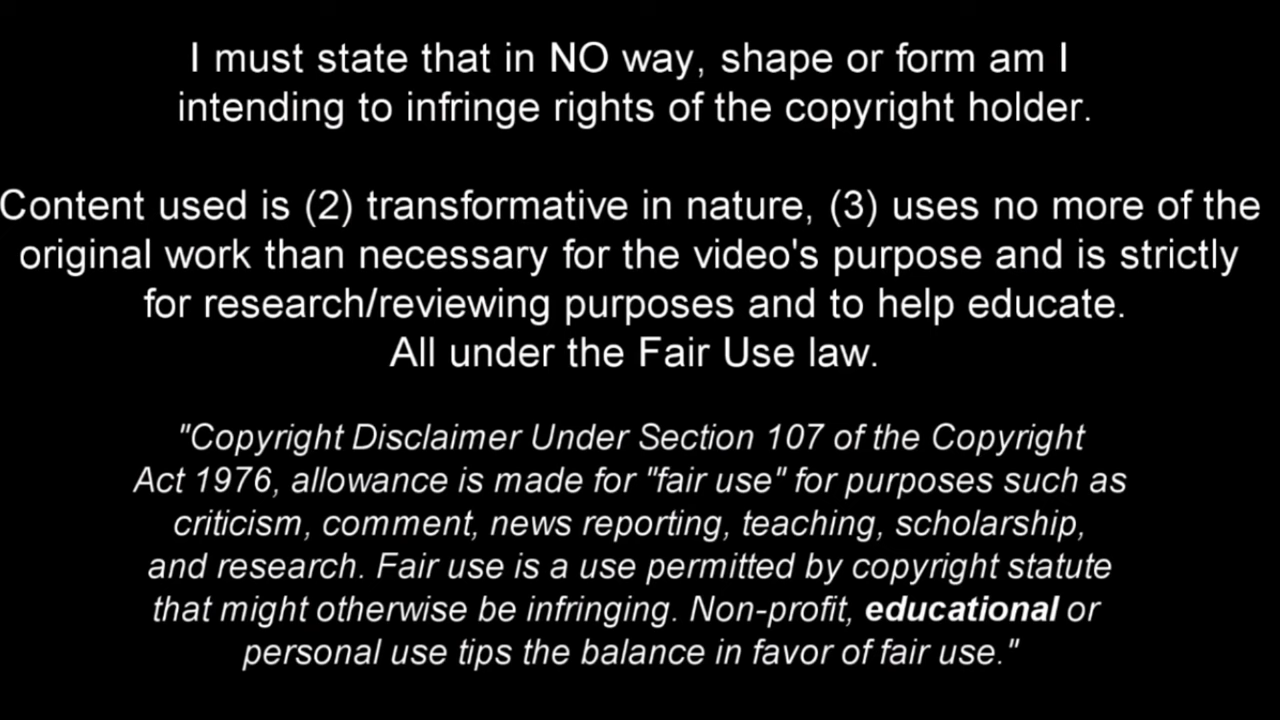 I must state that in NO way, shape or form am I
intending to infringe rights of the copyright holder.
Content used is (2) transformative in nature, (3) uses no more of the
original work than necessary for the video's purpose and is strictly
for research/reviewing purposes and to help educate.
All under the Fair Use law.
"Copyright Disclaimer Under Section 107 of the Copyright
Act 1976, allowance is made for "fair use" for purposes such as
criticism, comment, news reporting, teaching, scholarship,
and research. Fair use is a use permitted by copyright statute
that might otherwise be infringing. Non-profit, educational or
personal use tips the balance in favor of fair use."